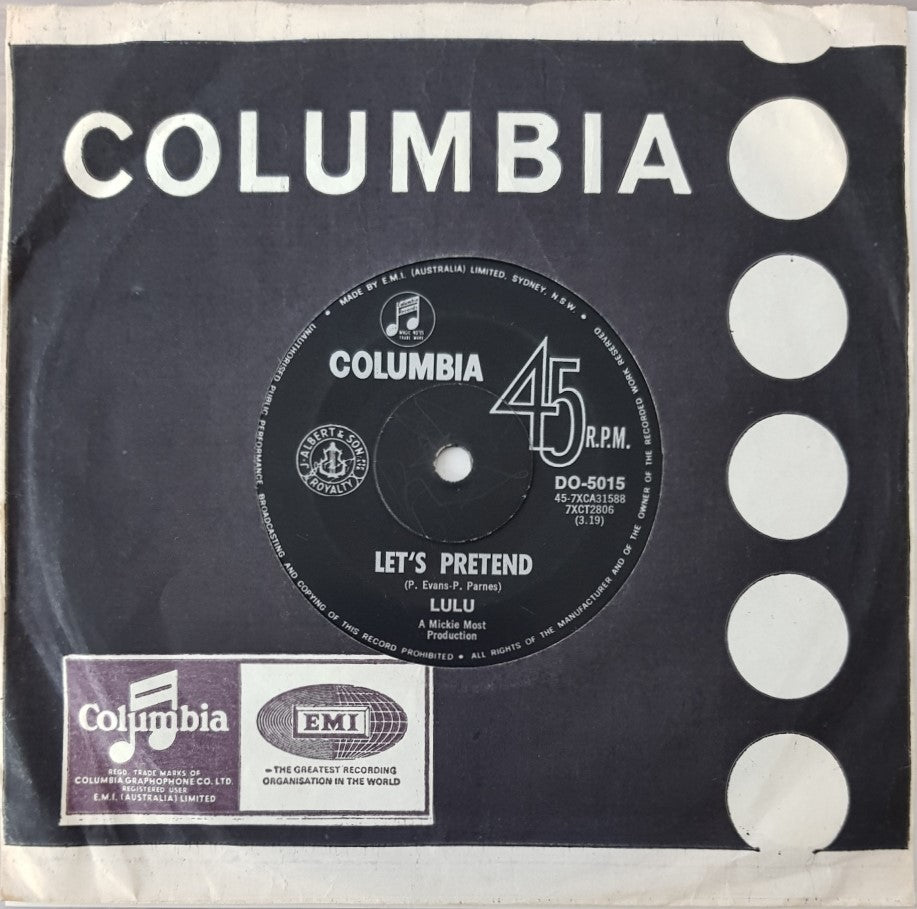 COLUMBIA
• MADE BY E.M.I. (AUSTRALIA) LIMITED, SYDNEY, N.S.W. •
UNAUTHORISED PUBLIC PERFORMANCE, BROADCASTING AND COPYING OF THIS RECORD PROHIBITED • ALL RIGHTS OF THE MANUFACTURER AND OF THE OWNER OF THE RECORDED WORK RESERVED
MAGIC NOTES
TRADE MARK
COLUMBIA
45 R.P.M.
J. ALBERT & SON
ROYALTY
DO-5015
45-7XCA31588
7XCT2806
(3.19)
LET'S PRETEND
(P. Evans-P. Parnes)
LULU
A Mickie Most
Production
Columbia
REGD. TRADE MARKS OF
COLUMBIA GRAPHOPHONE CO. LTD.
REGISTERED USER
E.M.I. (AUSTRALIA) LIMITED
EMI
—THE GREATEST RECORDING
ORGANISATION IN THE WORLD